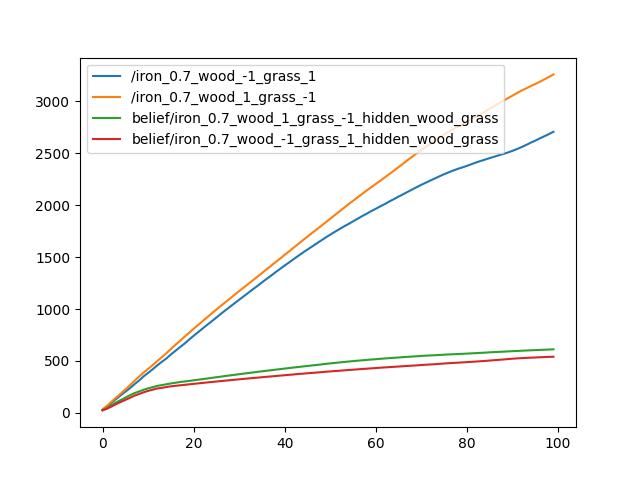 /iron_0.7_wood_-1_grass_1
/iron_0.7_wood_1_grass_-1
belief/iron_0.7_wood_1_grass_-1_hidden_wood_grass
belief/iron_0.7_wood_-1_grass_1_hidden_wood_grass
3000
2500
2000
1500
1000
500
0
0 20 40 60 80 100